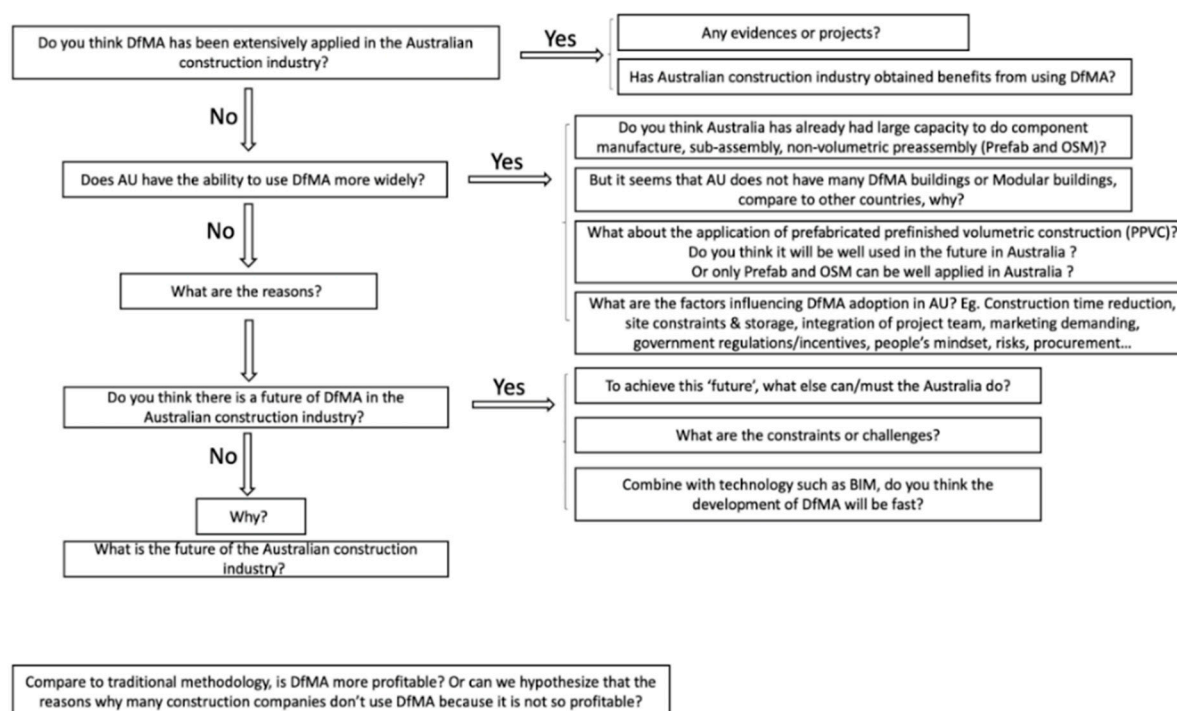 Do you think DfMA has been extensively applied in the Australian
construction industry?
Yes
Any evidences or projects?
Has Australian construction industry obtained benefits from using DfMA?
No
Does AU have the ability to use DfMA more widely?
Yes
Do you think Australia has already had large capacity to do component
manufacture, sub-assembly, non-volumetric preassembly (Prefab and OSM)?
But it seems that AU does not have many DfMA buildings or Modular buildings,
compare to other countries, why?
What about the application of prefabricated prefinished volumetric construction (PPVC)?
Do you think it will be well used in the future in Australia ?
Or only Prefab and OSM can be well applied in Australia ?
What are the factors influencing DfMA adoption in AU? Eg. Construction time reduction,
site constraints & storage, integration of project team, marketing demanding,
government regulations/incentives, people's mindset, risks, procurement...
No
What are the reasons?
Do you think there is a future of DfMA in the
Australian construction industry?
Yes
To achieve this 'future', what else can/must the Australia do?
What are the constraints or challenges?
Combine with technology such as BIM, do you think the
development of DfMA will be fast?
No
Why?
What is the future of the Australian construction
industry?
Compare to traditional methodology, is DfMA more profitable? Or can we hypothesize that the
reasons why many construction companies don't use DfMA because it is not so profitable?